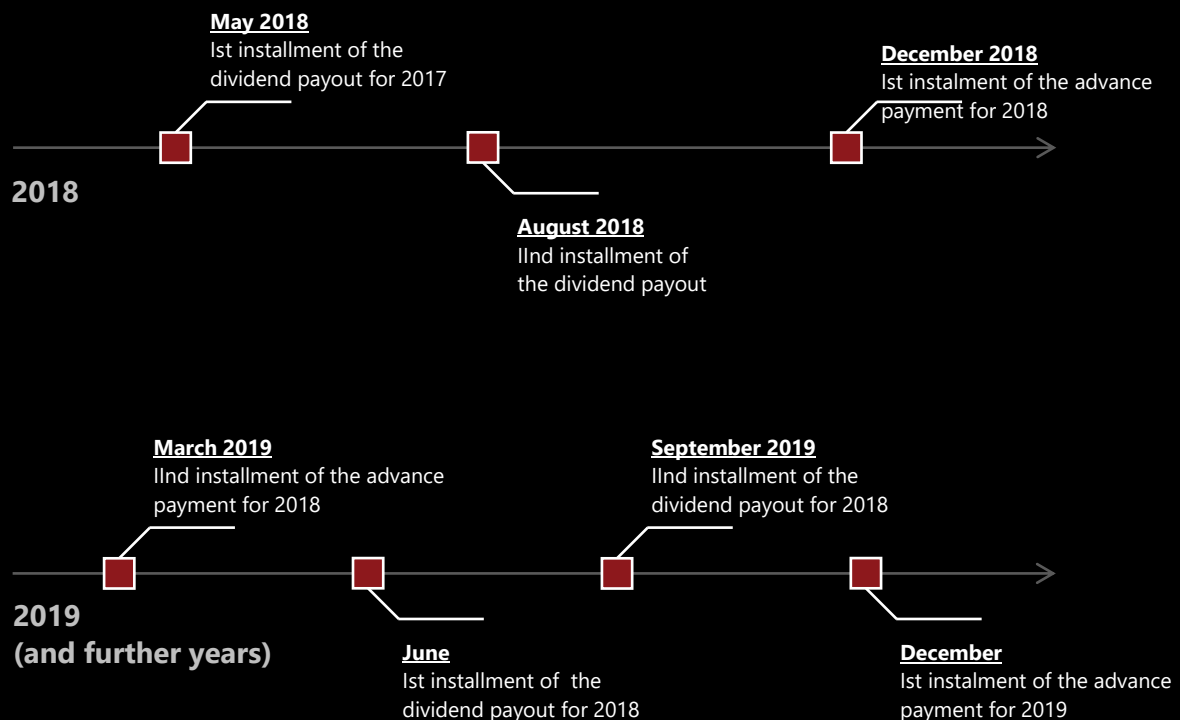 May 2018
Ist installment of the
dividend payout for 2017
December 2018
Ist instalment of the advance
payment for 2018
2018
August 2018
IInd installment of
the dividend payout
March 2019
IInd installment of the advance
payment for 2018
September 2019
IInd installment of the
dividend payout for 2018
2019
(and further years)
June
Ist installment of  the
dividend payout for 2018
December
Ist instalment of the advance
payment for 2019